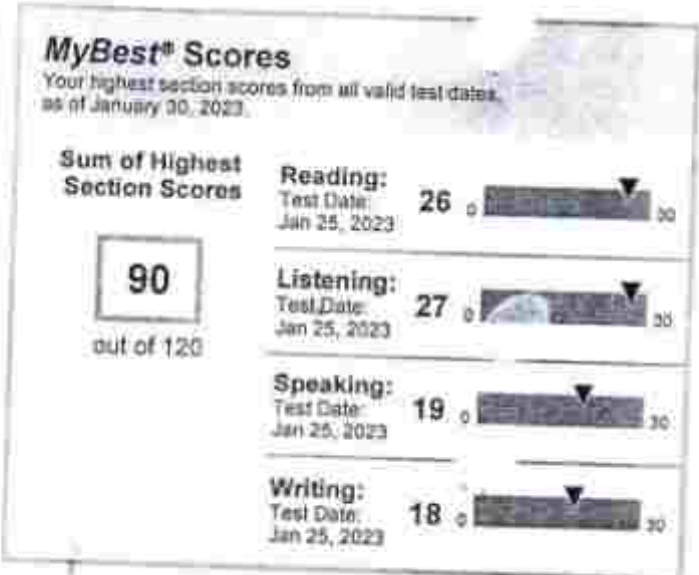 MyBest® Scores
Your highest section scores from all valid test dates,
as of January 30, 2023.
Sum of Highest
Section Scores
90
out of 120
Reading:
Test Date:
Jan 25, 2023
26
0
30
Listening:
Test Date:
Jan 25, 2023
27
0
30
Speaking:
Test Date:
Jan 25, 2023
19
0
30
Writing:
Test Date:
Jan 25, 2023
18
0
30